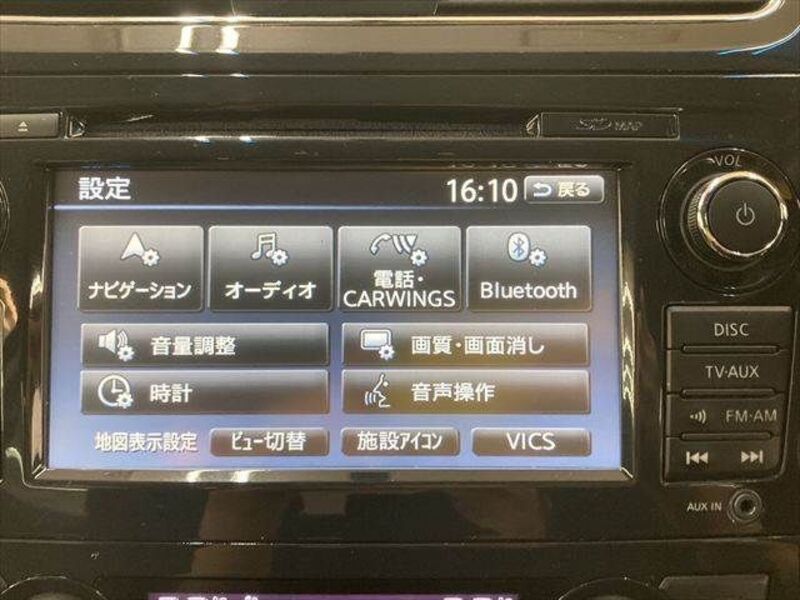 SD MAP
VOL
設定
16:10
戻る
ナビゲーション
オーディオ
電話・
CARWINGS
Bluetooth
音量調整
画質・画面消し
時計
音声操作
地図表示設定
ビュー切替
施設アイコン
VICS
DISC
TV·AUX
FM·AM
AUX IN